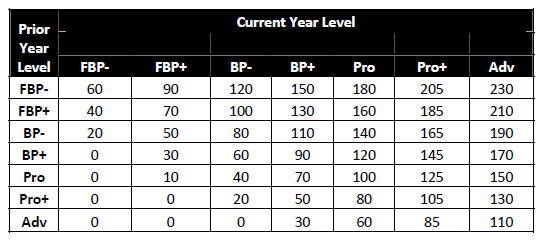 Prior Year Level Current Year Level
FBP- FBP+ BP- BP+ Pro Pro+ Adv
FBP- 60 90 120 150 180 205 230
FBP+ 40 70 100 130 160 185 210
BP- 20 50 80 110 140 165 190
BP+ 0 30 60 90 120 145 170
Pro 0 10 40 70 100 125 150
Pro+ 0 0 20 50 80 105 130
Adv 0 0 0 30 60 85 110